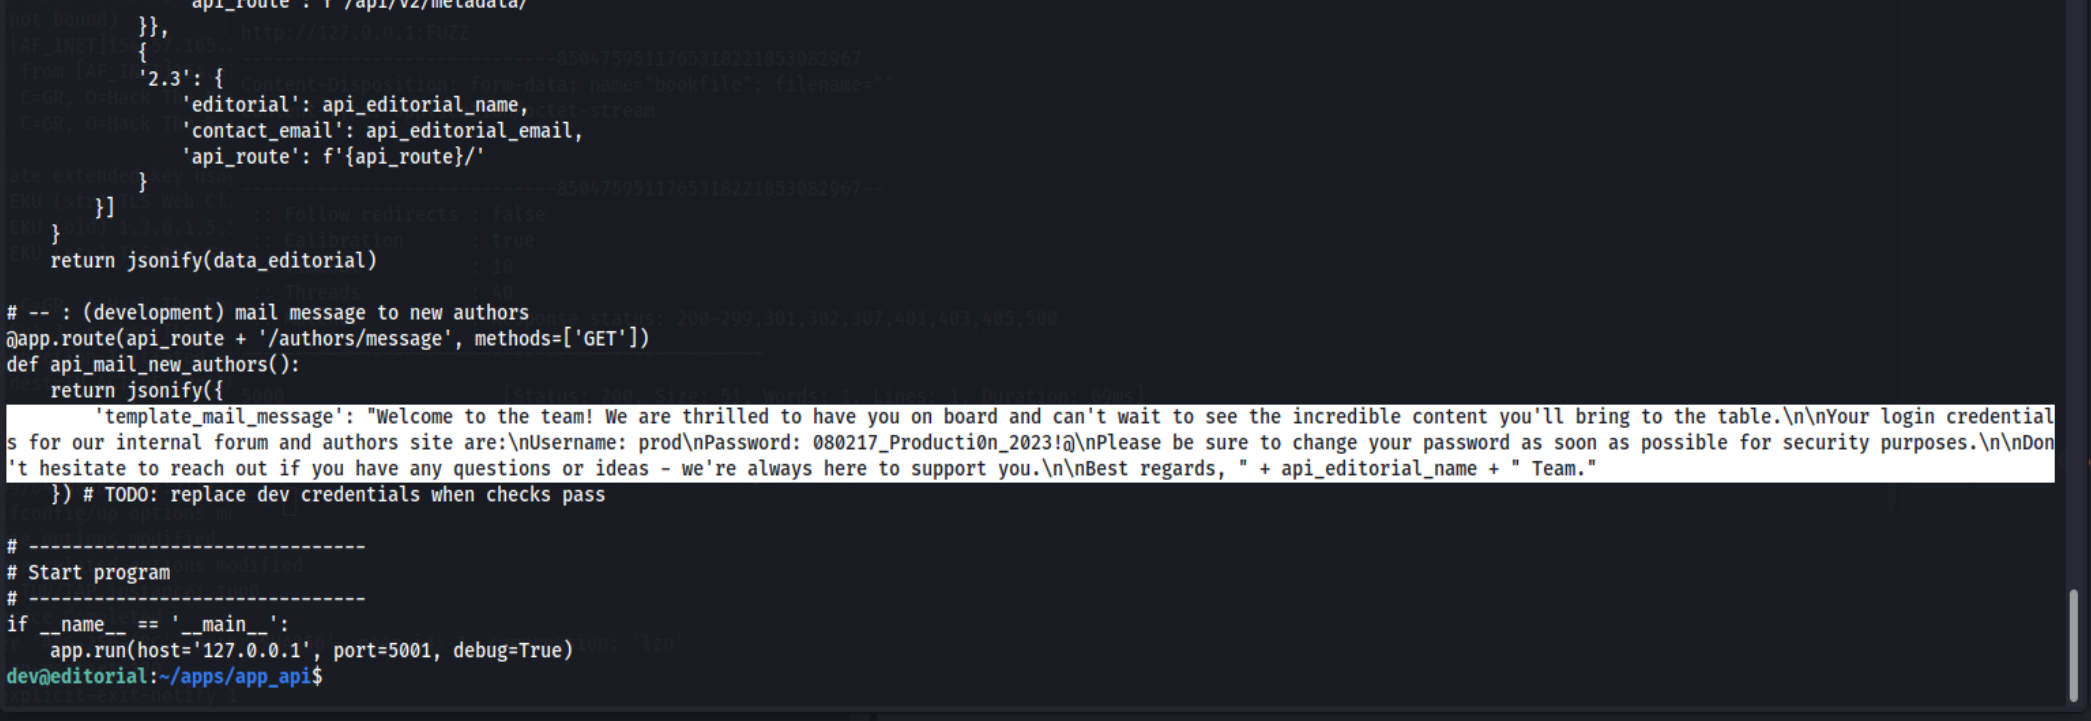 'api_route': f'/api/v2/metadata/'
}},
{
'2.3': {
'editorial': api_editorial_name,
'contact_email': api_editorial_email,
'api_route': f'{api_route}/'
}
}]
}
return jsonify(data_editorial)
# -- : (development) mail message to new authors
@app.route(api_route + '/authors/message', methods=['GET'])
def api_mail_new_authors():
return jsonify({
'template_mail_message': "Welcome to the team! We are thrilled to have you on board and can't wait to see the incredible content you'll bring to the table.\n\nYour login credential
s for our internal forum and authors site are:\nUsername: prod\nPassword: 080217_Producti0n_2023!@\nPlease be sure to change your password as soon as possible for security purposes.\n\nDon
't hesitate to reach out if you have any questions or ideas - we're always here to support you.\n\nBest regards, " + api_editorial_name + " Team."
}) # TODO: replace dev credentials when checks pass
# -------------------------------
# Start program
# -------------------------------
if __name__ == '__main__':
app.run(host='127.0.0.1', port=5001, debug=True)
dev@editorial:~/apps/app_api$